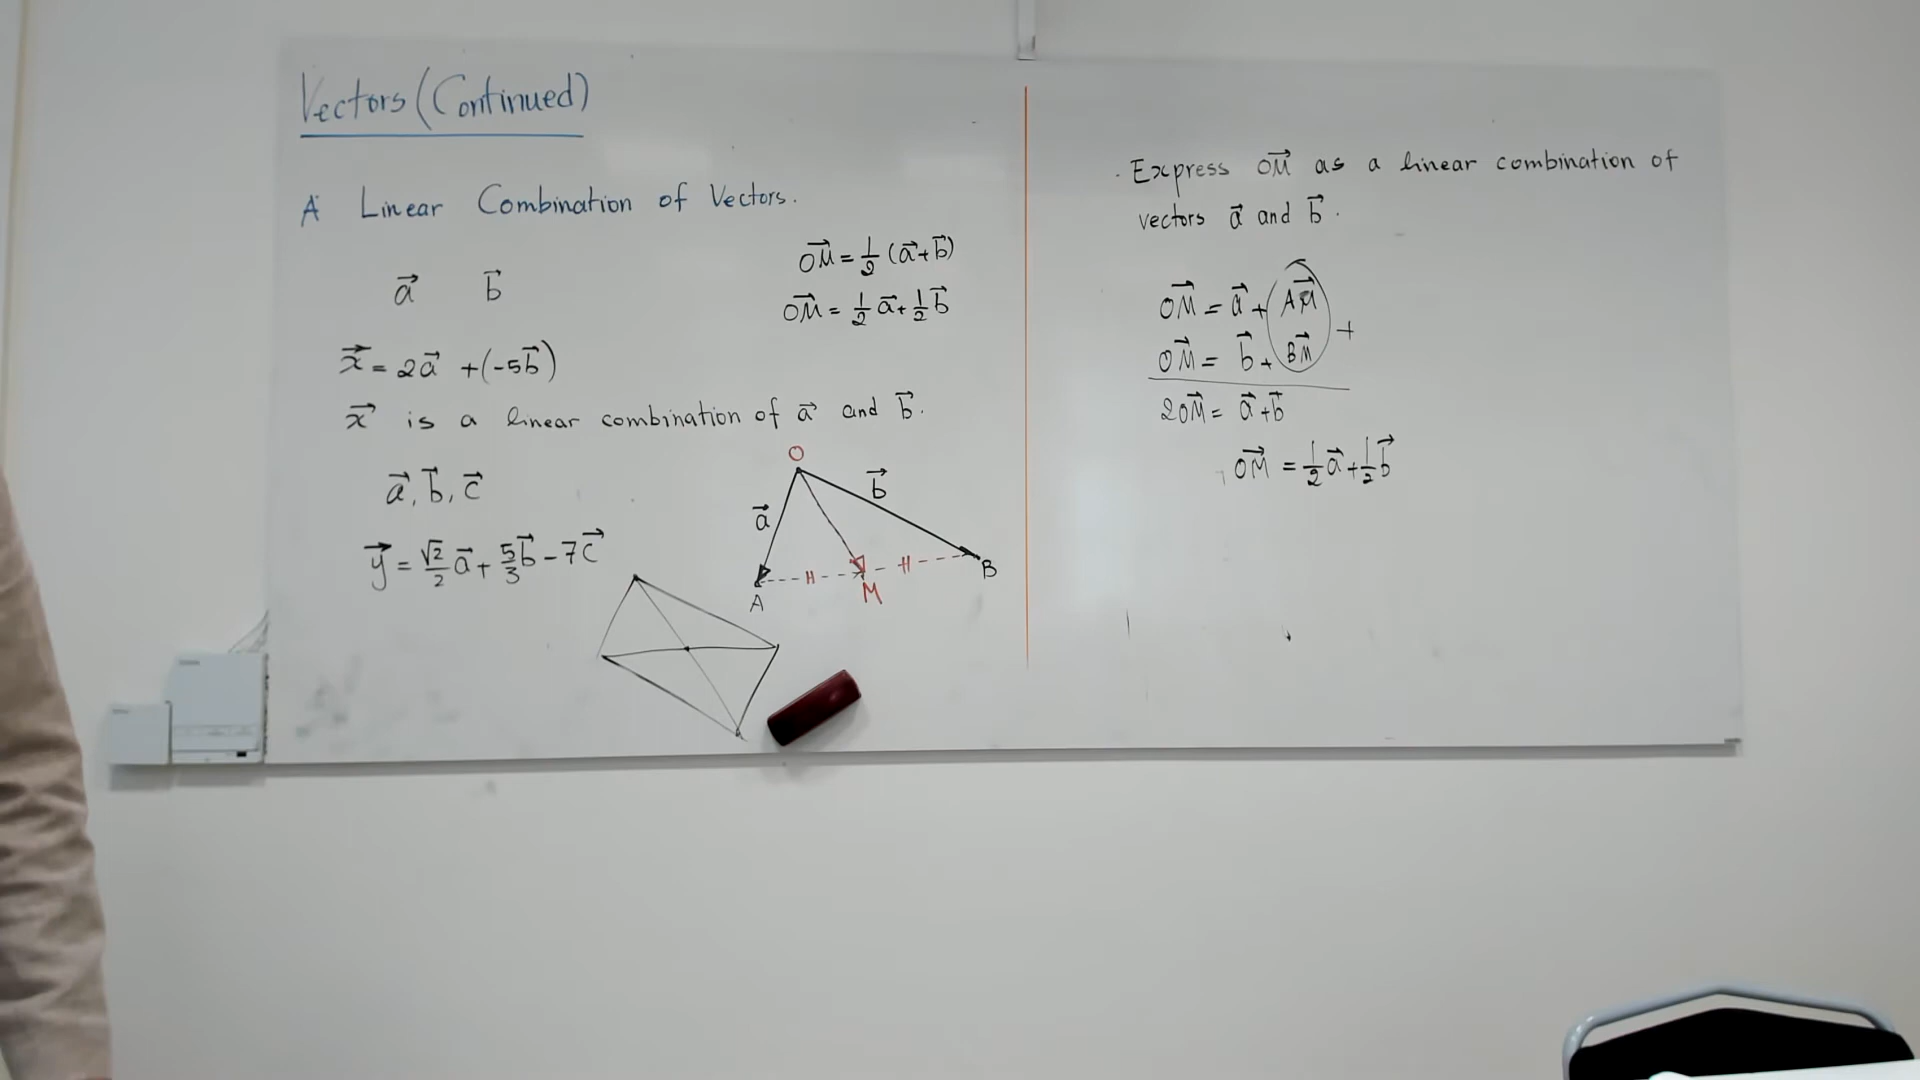 Vectors (Continued)
A Linear Combination of Vectors.
a⃗ b⃗
x⃗ = 2a⃗ + (-5b⃗)
x⃗ is a linear combination of a⃗ and b⃗.
a⃗, b⃗, c⃗
y⃗ = √2/2 a⃗ + 5/3 b⃗ - 7c⃗
OM⃗ = 1/2 (a⃗+b⃗)
OM⃗ = 1/2 a⃗ + 1/2 b⃗
O
a⃗ b⃗
A M B
· Express OM⃗ as a linear combination of
vectors a⃗ and b⃗.
OM⃗ = a⃗ + AM⃗
OM⃗ = b⃗ + BM⃗ +
2OM⃗ = a⃗+b⃗
OM⃗ = 1/2 a⃗ + 1/2 b⃗